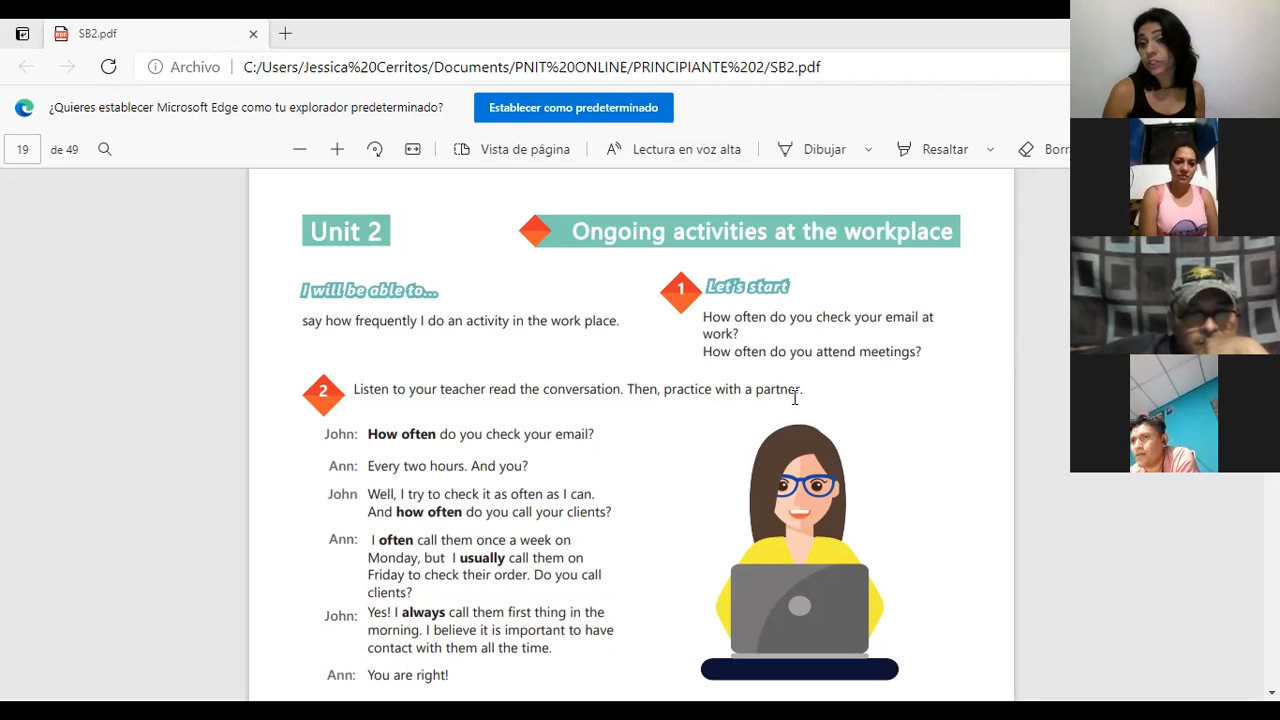 SB2.pdf
Archivo C:/Users/Jessica%20Cerritos/Documents/PNIT%20ONLINE/PRINCIPIANTE%202/SB2.pdf
¿Quieres establecer Microsoft Edge como tu explorador predeterminado? Establecer como predeterminado
19 de 49 Vista de página Lectura en voz alta Dibujar Resaltar Borr
Unit 2 Ongoing activities at the workplace
I will be able to...
say how frequently I do an activity in the work place.
1 Let's start
How often do you check your email at
work?
How often do you attend meetings?
2 Listen to your teacher read the conversation. Then, practice with a partner.
John: How often do you check your email?
Ann: Every two hours. And you?
John Well, I try to check it as often as I can.
And how often do you call your clients?
Ann: I often call them once a week on
Monday, but I usually call them on
Friday to check their order. Do you call
clients?
John: Yes! I always call them first thing in the
morning. I believe it is important to have
contact with them all the time.
Ann: You are right!